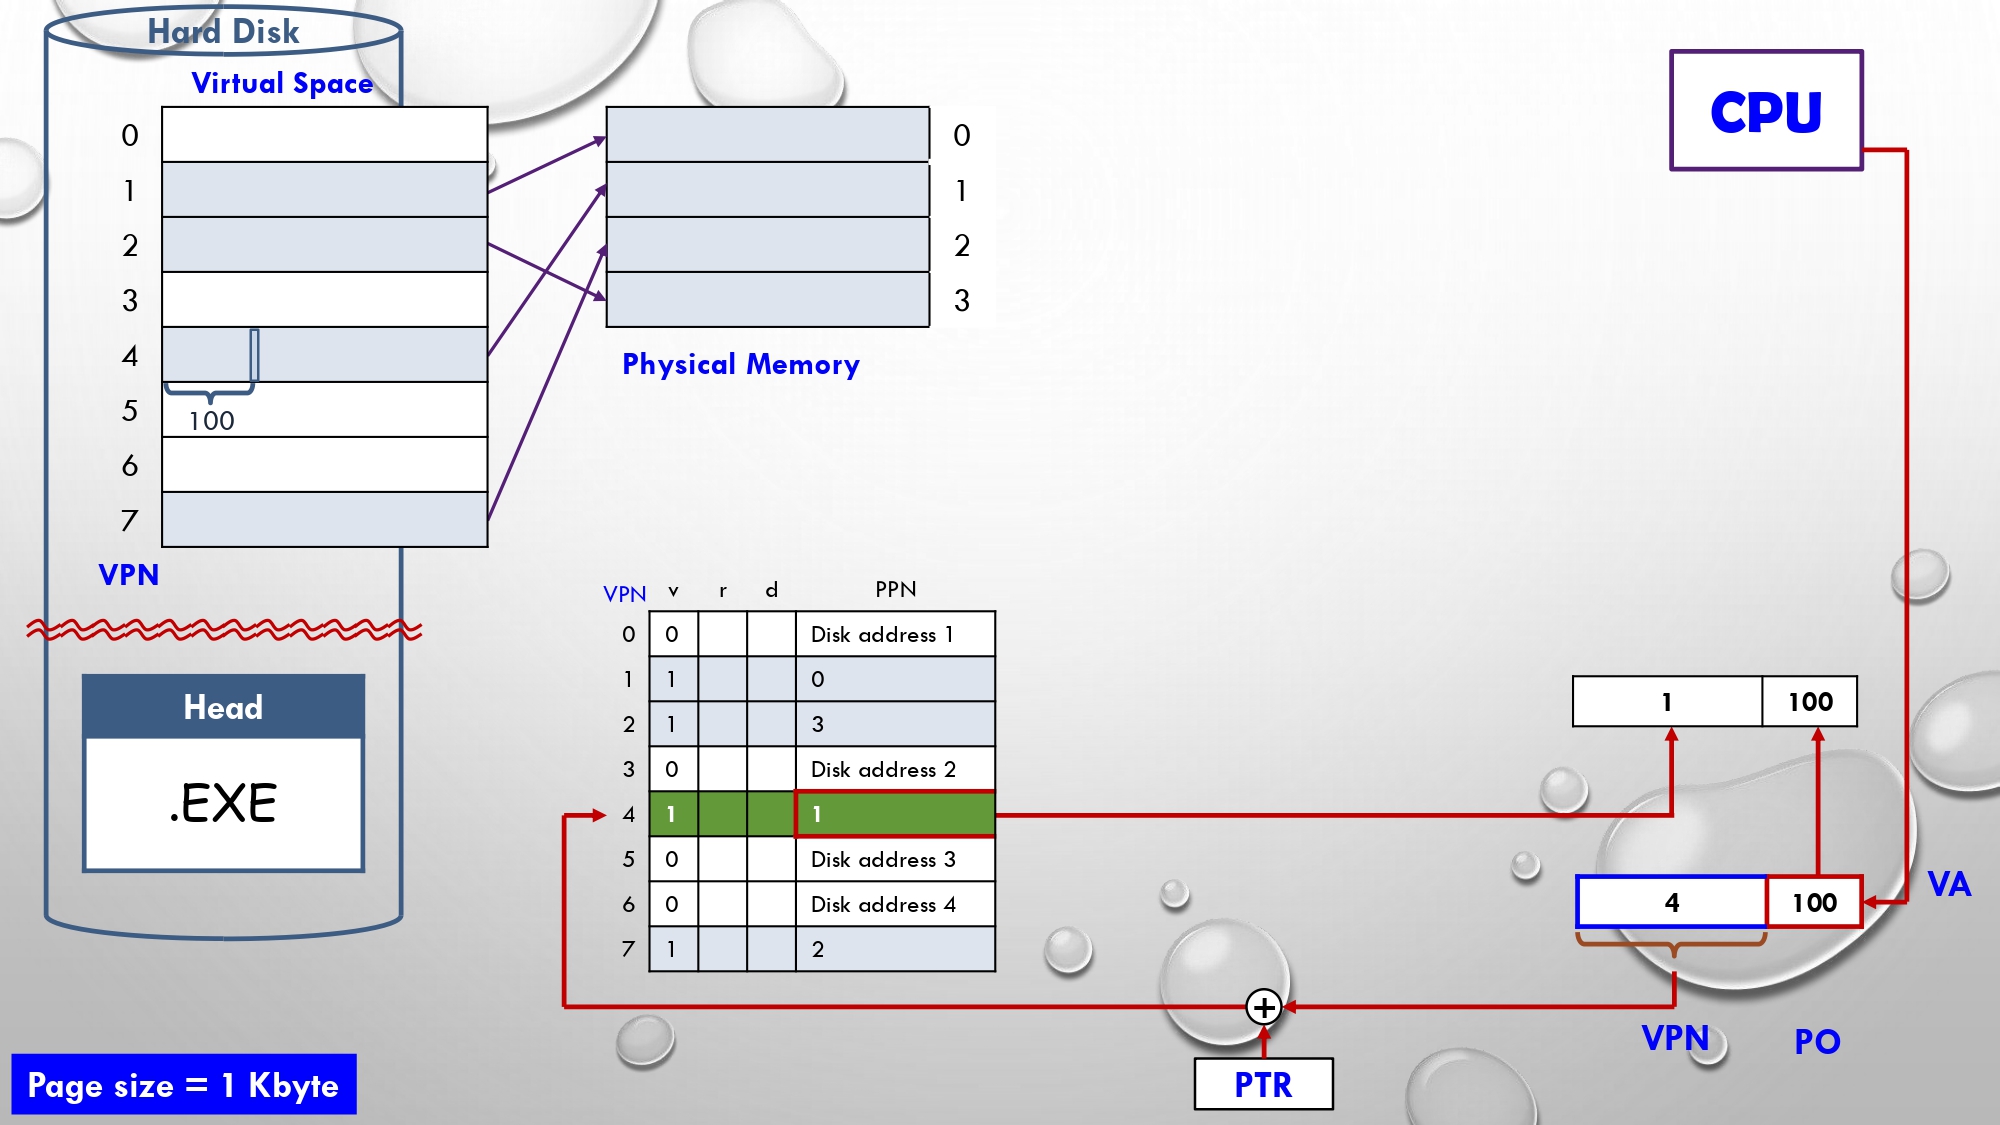 Hard Disk
Virtual Space
0
1
2
3
4
100
5
6
7
VPN
0
1
2
3
Physical Memory
CPU
Head
.EXE
VPN v r d PPN
0 0 Disk address 1
1 1 0
2 1 3
3 0 Disk address 2
4 1 1
5 0 Disk address 3
6 0 Disk address 4
7 1 2
1 100
4 100
VA
VPN PO
+
PTR
Page size = 1 Kbyte